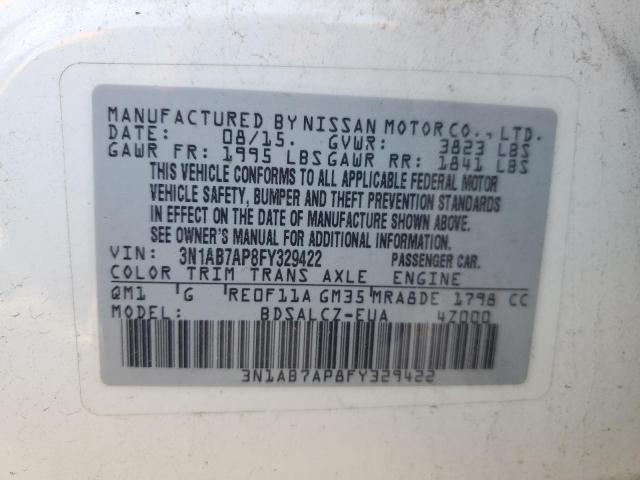 MANUFACTURED BY NISSAN MOTOR CO., LTD.
DATE: 08/15. GVWR: 3823 LBS
GAWR FR: 1995 LBS GAWR RR: 1841 LBS
THIS VEHICLE CONFORMS TO ALL APPLICABLE FEDERAL MOTOR
VEHICLE SAFETY, BUMPER AND THEFT PREVENTION STANDARDS
IN EFFECT ON THE DATE OF MANUFACTURE SHOWN ABOVE.
SEE OWNER'S MANUAL FOR ADDITIONAL INFORMATION.
VIN: 3N1AB7AP8FY329422 PASSENGER CAR.
COLOR TRIM TRANS AXLE ENGINE
QM1 G RE0F11A GM35 MRA8DE 1798 CC
MODEL: BDSALCZ-EUA 4Z000
3N1AB7AP8FY329422